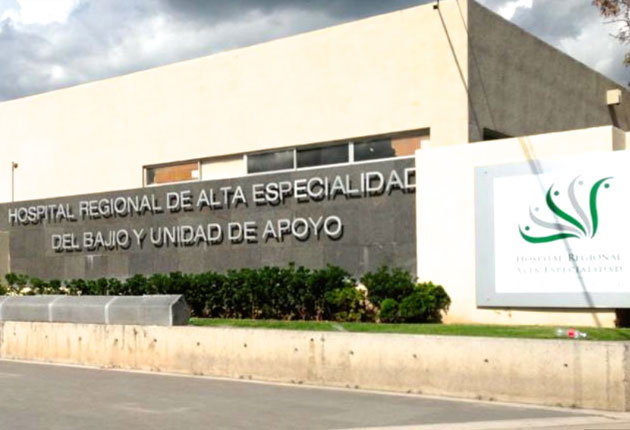 HOSPITAL REGIONAL DE ALTA ESPECIALIDAD
DEL BAJIO Y UNIDAD DE APOYO
HOSPITAL REGIONAL
ALTA ESPECIALIDAD